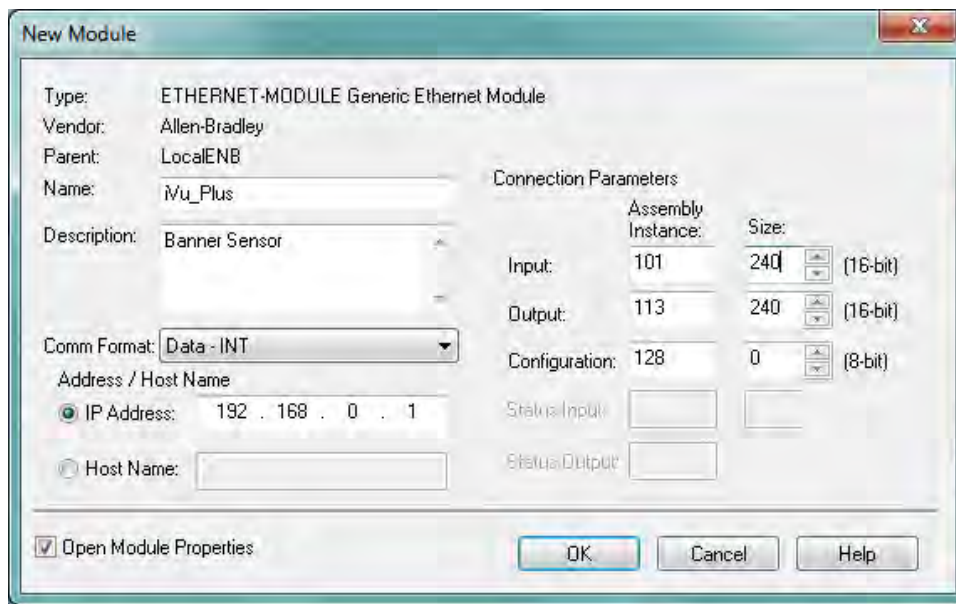 New Module
Type: ETHERNET-MODULE Generic Ethernet Module
Vendor: Allen-Bradley
Parent: LocalENB
Name: iVu_Plus
Description: Banner Sensor
Comm Format: Data - INT
Address / Host Name
IP Address: 192 . 168 . 0 . 1
Host Name:
Connection Parameters
Assembly Instance: Size:
Input: 101 240 (16-bit)
Output: 113 240 (16-bit)
Configuration: 128 0 (8-bit)
Status Input:
Status Output:
Open Module Properties
OK Cancel Help